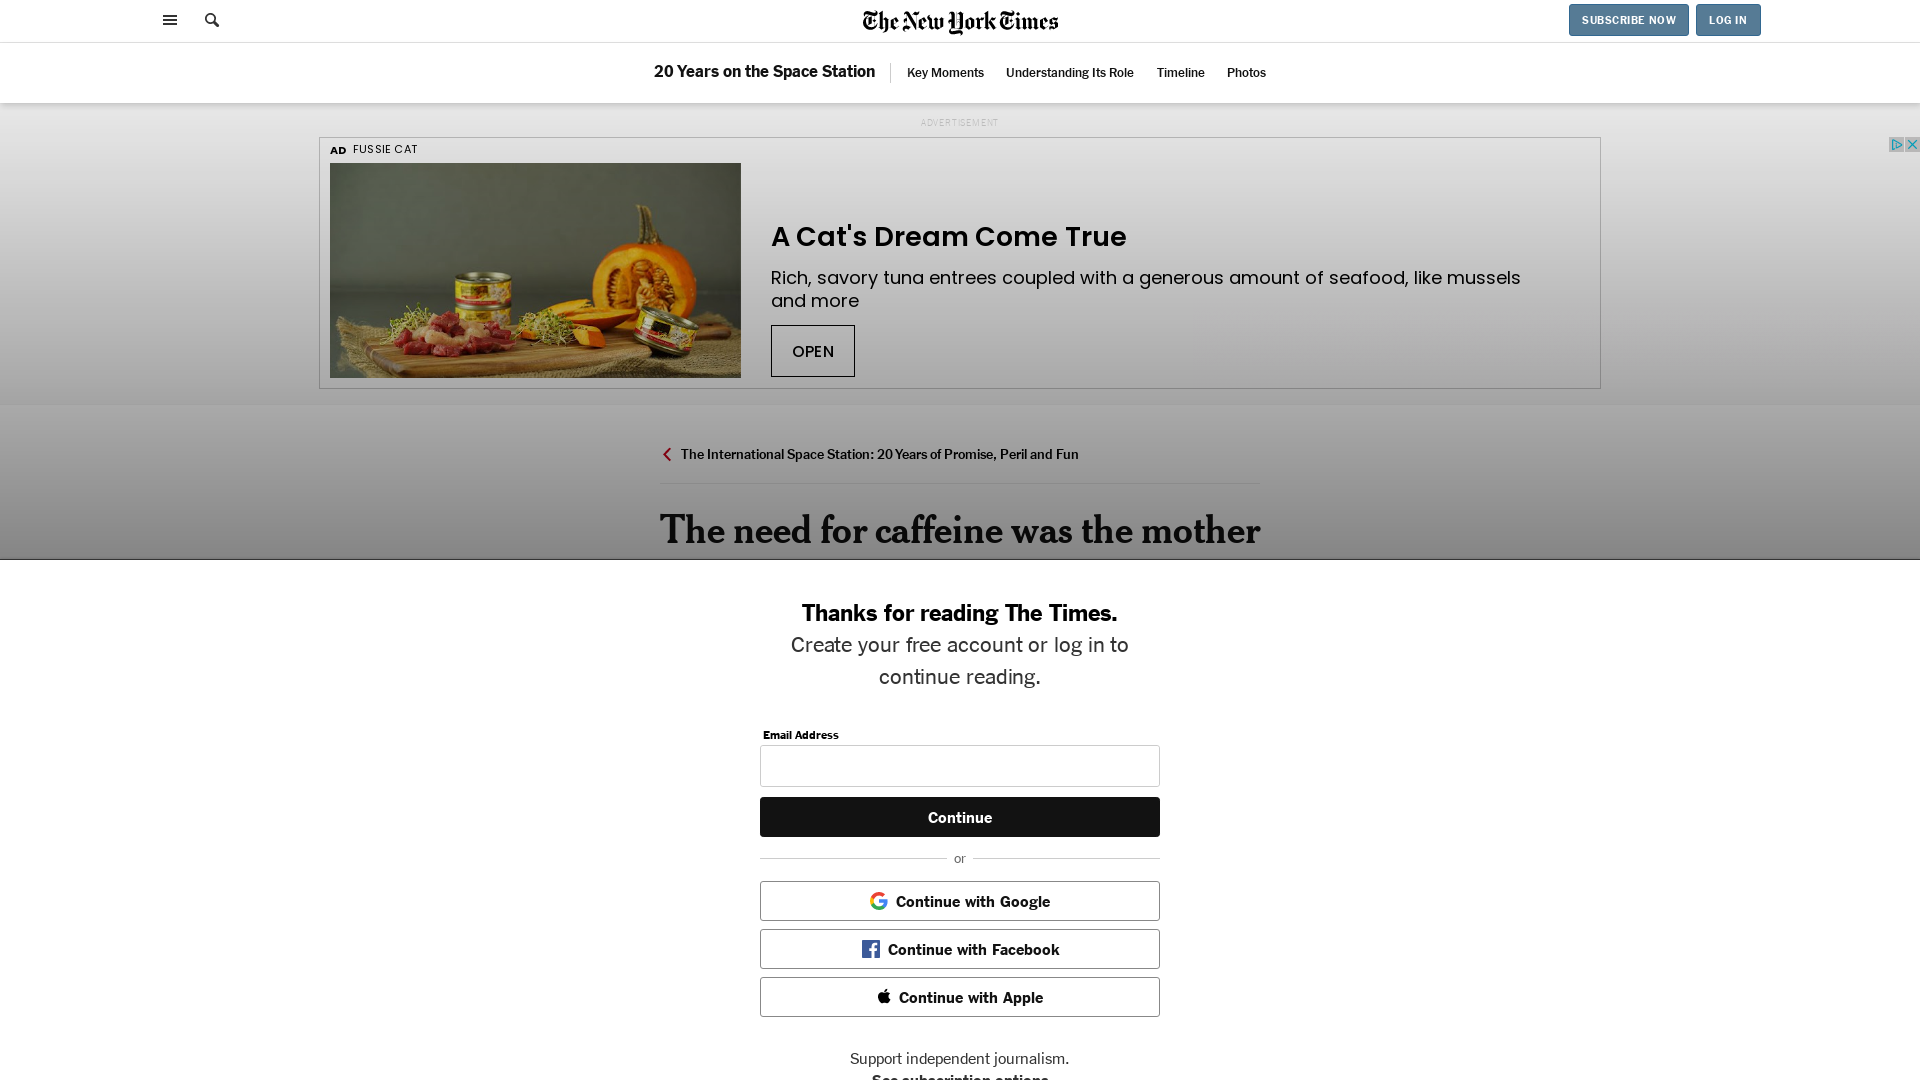 The New York Times
SUBSCRIBE NOW
LOG IN
20 Years on the Space Station
Key Moments
Understanding Its Role
Timeline
Photos
ADVERTISEMENT
AD FUSSIE CAT
A Cat's Dream Come True
Rich, savory tuna entrees coupled with a generous amount of seafood, like mussels
and more
OPEN
The International Space Station: 20 Years of Promise, Peril and Fun
The need for caffeine was the mother
Thanks for reading The Times.
Create your free account or log in to
continue reading.
Email Address
Continue
or
Continue with Google
Continue with Facebook
Continue with Apple
Support independent journalism.
See subscription options